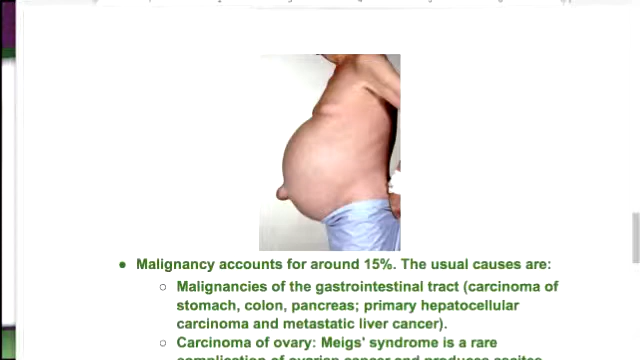 Malignancy accounts for around 15%. The usual causes are:
Malignancies of the gastrointestinal tract (carcinoma of
stomach, colon, pancreas; primary hepatocellular
carcinoma and metastatic liver cancer).
Carcinoma of ovary: Meigs' syndrome is a rare
complication of ovarian cancer and produces ascites